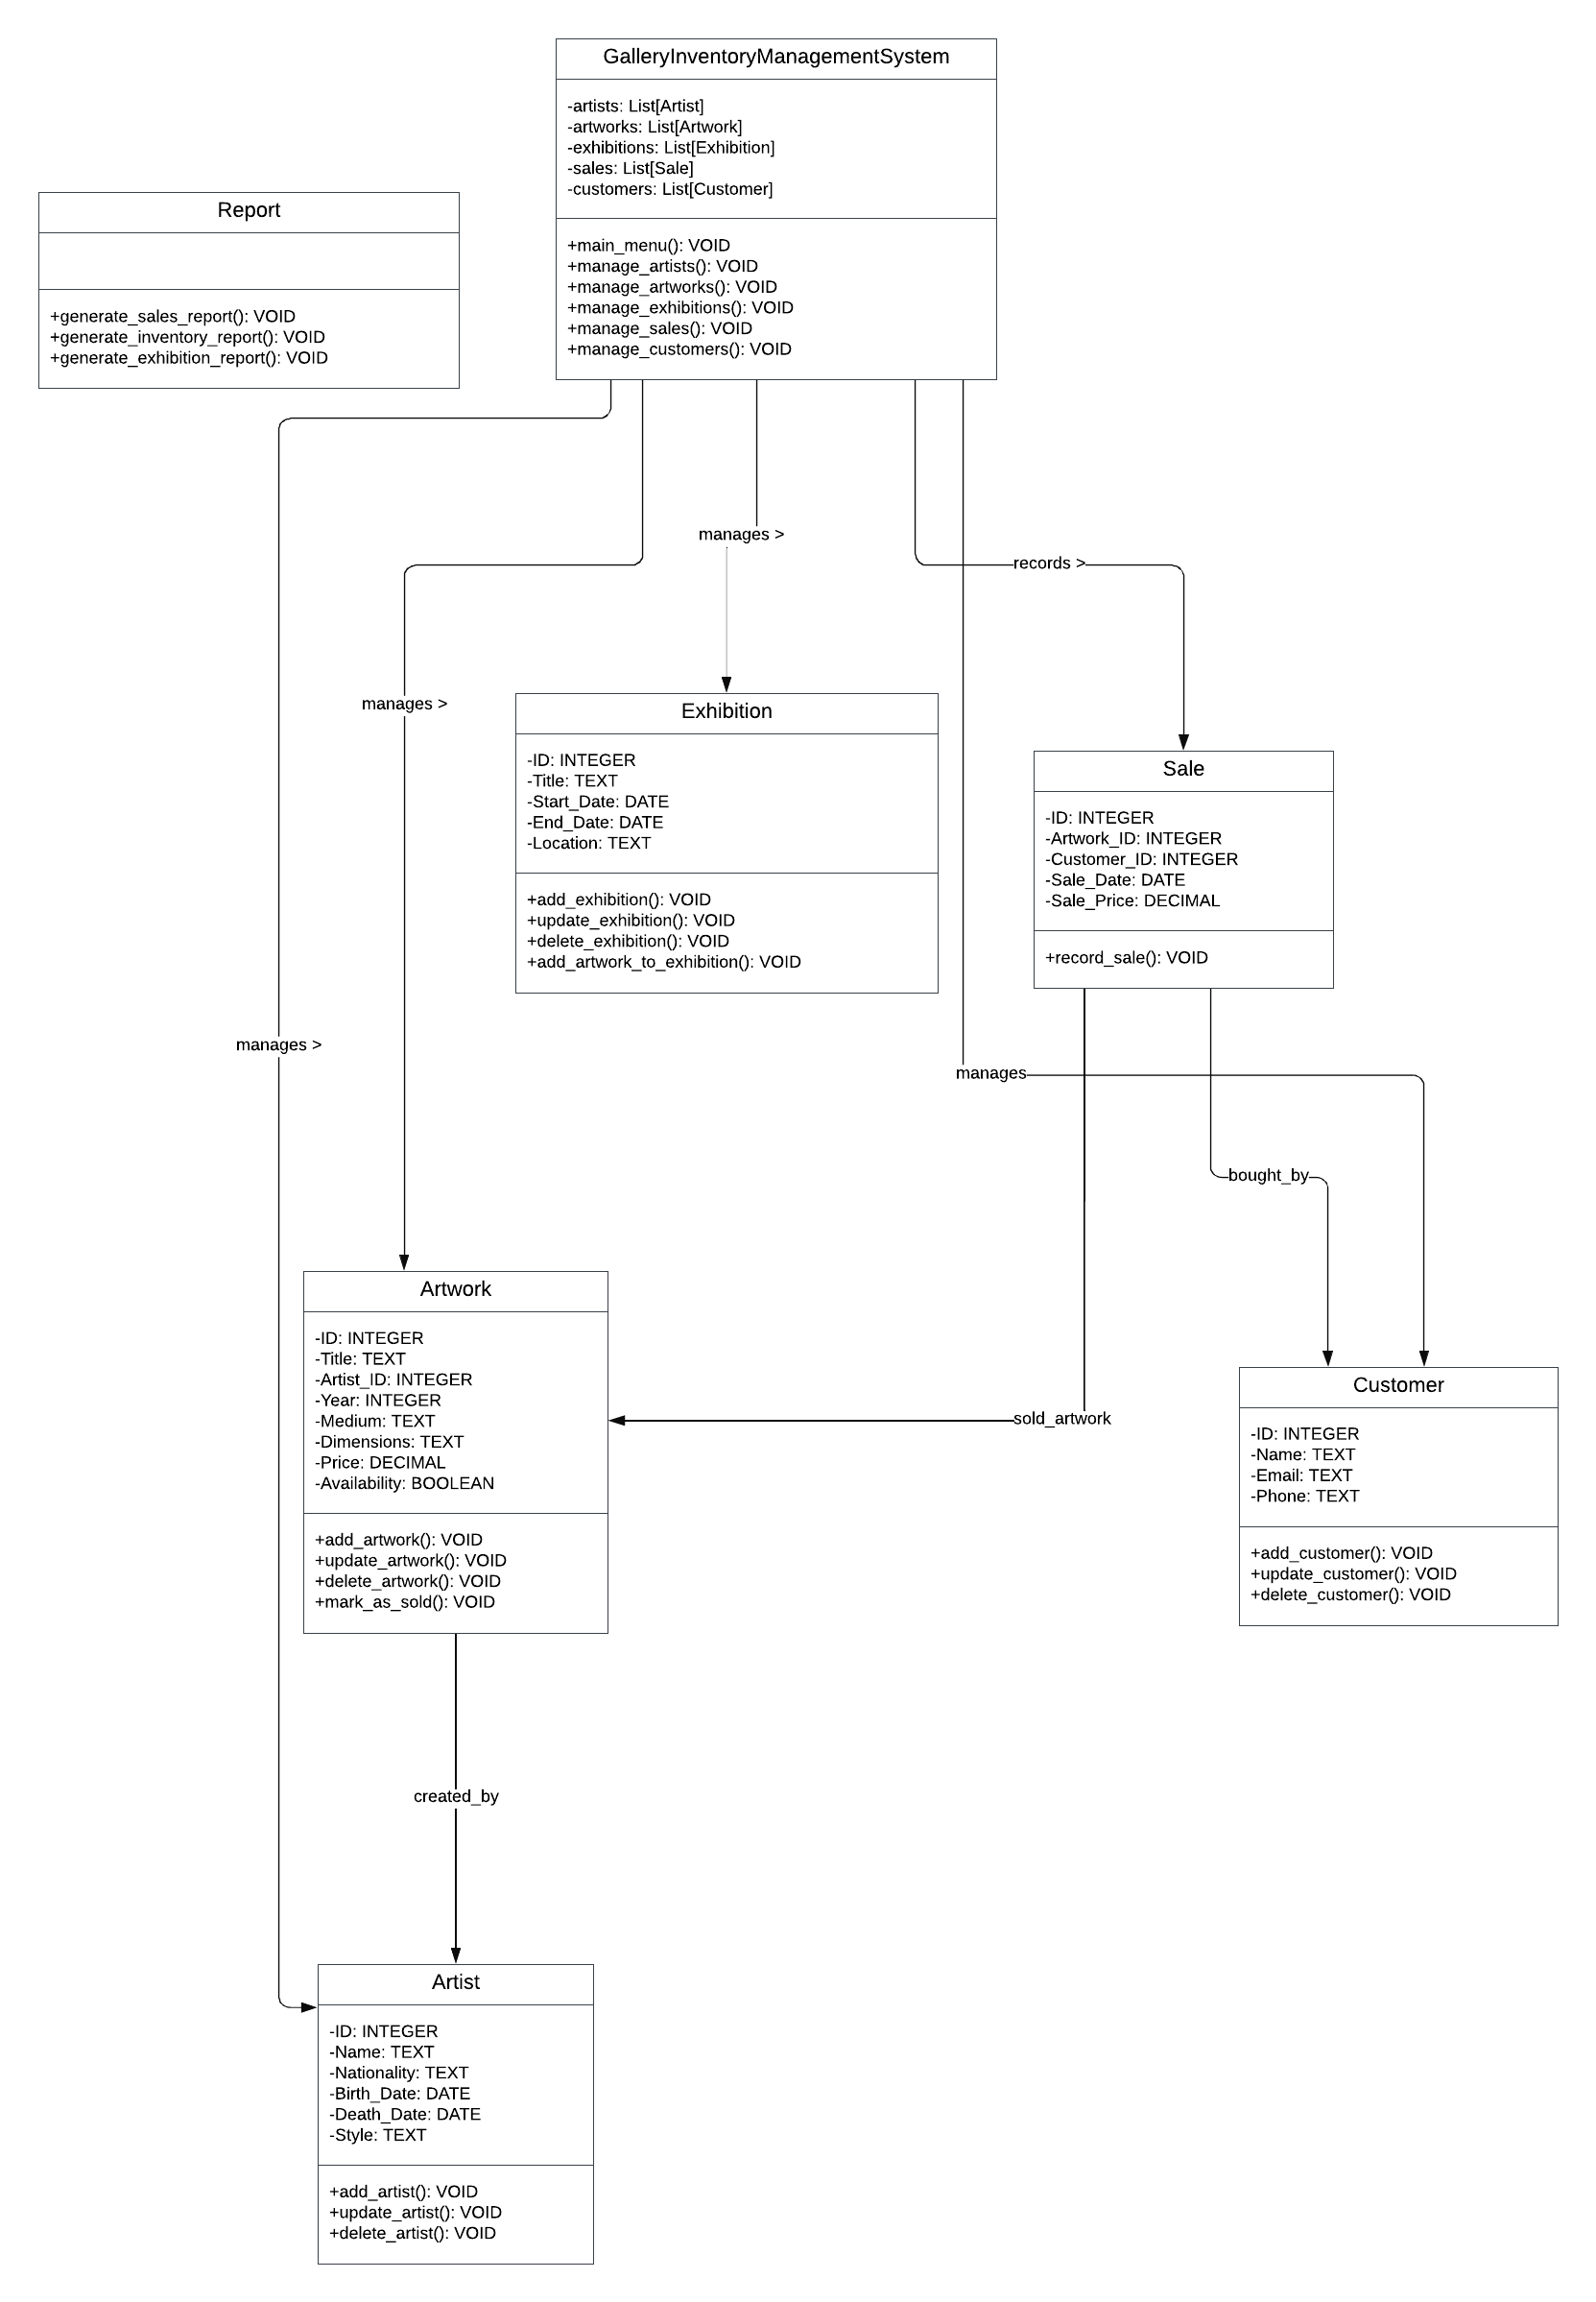 GalleryInventoryManagementSystem
-artists: List[Artist]
-artworks: List[Artwork]
-exhibitions: List[Exhibition]
-sales: List[Sale]
-customers: List[Customer]
+main_menu(): VOID
+manage_artists(): VOID
+manage_artworks(): VOID
+manage_exhibitions(): VOID
+manage_sales(): VOID
+manage_customers(): VOID
Report
+generate_sales_report(): VOID
+generate_inventory_report(): VOID
+generate_exhibition_report(): VOID
manages >
records >
manages >
Exhibition
-ID: INTEGER
-Title: TEXT
-Start_Date: DATE
-End_Date: DATE
-Location: TEXT
+add_exhibition(): VOID
+update_exhibition(): VOID
+delete_exhibition(): VOID
+add_artwork_to_exhibition(): VOID
Sale
-ID: INTEGER
-Artwork_ID: INTEGER
-Customer_ID: INTEGER
-Sale_Date: DATE
-Sale_Price: DECIMAL
+record_sale(): VOID
manages >
manages
bought_by
Artwork
-ID: INTEGER
-Title: TEXT
-Artist_ID: INTEGER
-Year: INTEGER
-Medium: TEXT
-Dimensions: TEXT
-Price: DECIMAL
-Availability: BOOLEAN
+add_artwork(): VOID
+update_artwork(): VOID
+delete_artwork(): VOID
+mark_as_sold(): VOID
sold_artwork
Customer
-ID: INTEGER
-Name: TEXT
-Email: TEXT
-Phone: TEXT
+add_customer(): VOID
+update_customer(): VOID
+delete_customer(): VOID
created_by
Artist
-ID: INTEGER
-Name: TEXT
-Nationality: TEXT
-Birth_Date: DATE
-Death_Date: DATE
-Style: TEXT
+add_artist(): VOID
+update_artist(): VOID
+delete_artist(): VOID